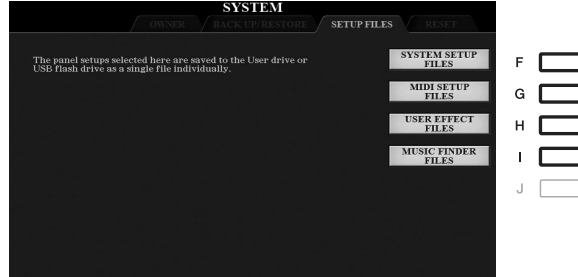 SYSTEM
OWNER BACK UP/RESTORE SETUP FILES RESET
The panel setups selected here are saved to the User drive or
USB flash drive as a single file individually.
SYSTEM SETUP
FILES
MIDI SETUP
FILES
USER EFFECT
FILES
MUSIC FINDER
FILES
F
G
H
I
J